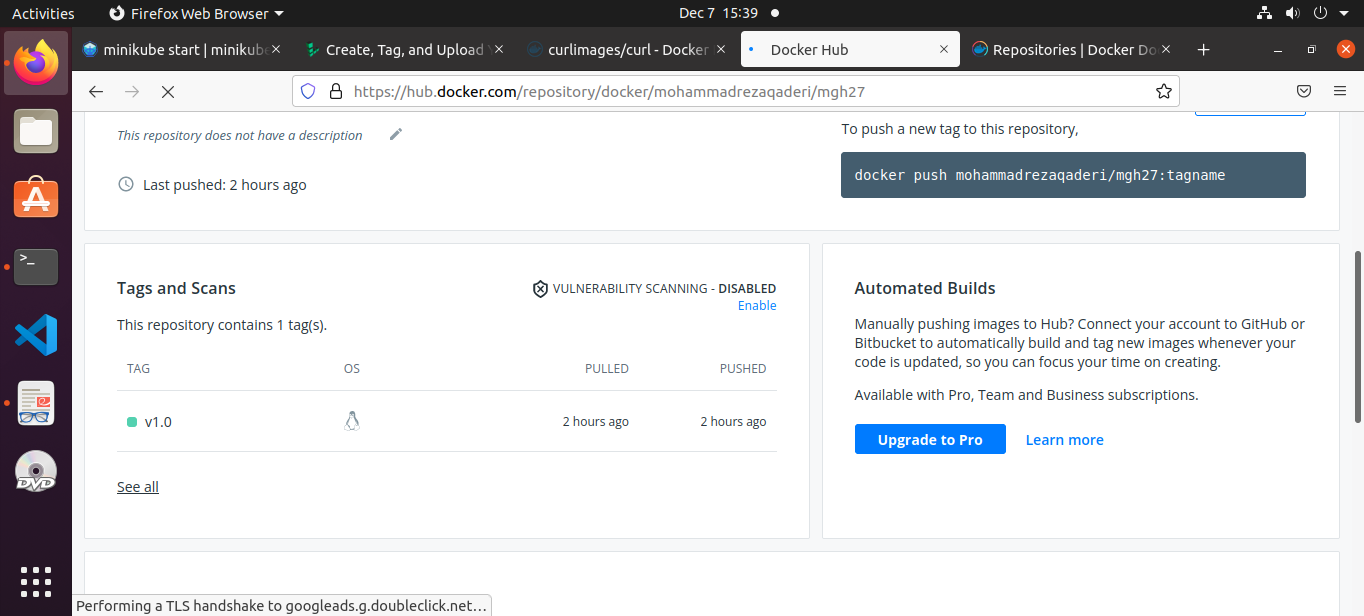 Activities
Firefox Web Browser
Dec 7 15:39
minikube start | minikube
Create, Tag, and Upload
curlimages/curl - Docker
Docker Hub
Repositories | Docker Do
https://hub.docker.com/repository/docker/mohammadrezaqaderi/mgh27
This repository does not have a description
To push a new tag to this repository,
Last pushed: 2 hours ago
docker push mohammadrezaqaderi/mgh27:tagname
Tags and Scans
VULNERABILITY SCANNING - DISABLED
Enable
This repository contains 1 tag(s).
TAG OS PULLED PUSHED
v1.0 2 hours ago 2 hours ago
See all
Automated Builds
Manually pushing images to Hub? Connect your account to GitHub or
Bitbucket to automatically build and tag new images whenever your
code is updated, so you can focus your time on creating.
Available with Pro, Team and Business subscriptions.
Upgrade to Pro
Learn more
>_
DVD
Performing a TLS handshake to googleads.g.doubleclick.net…